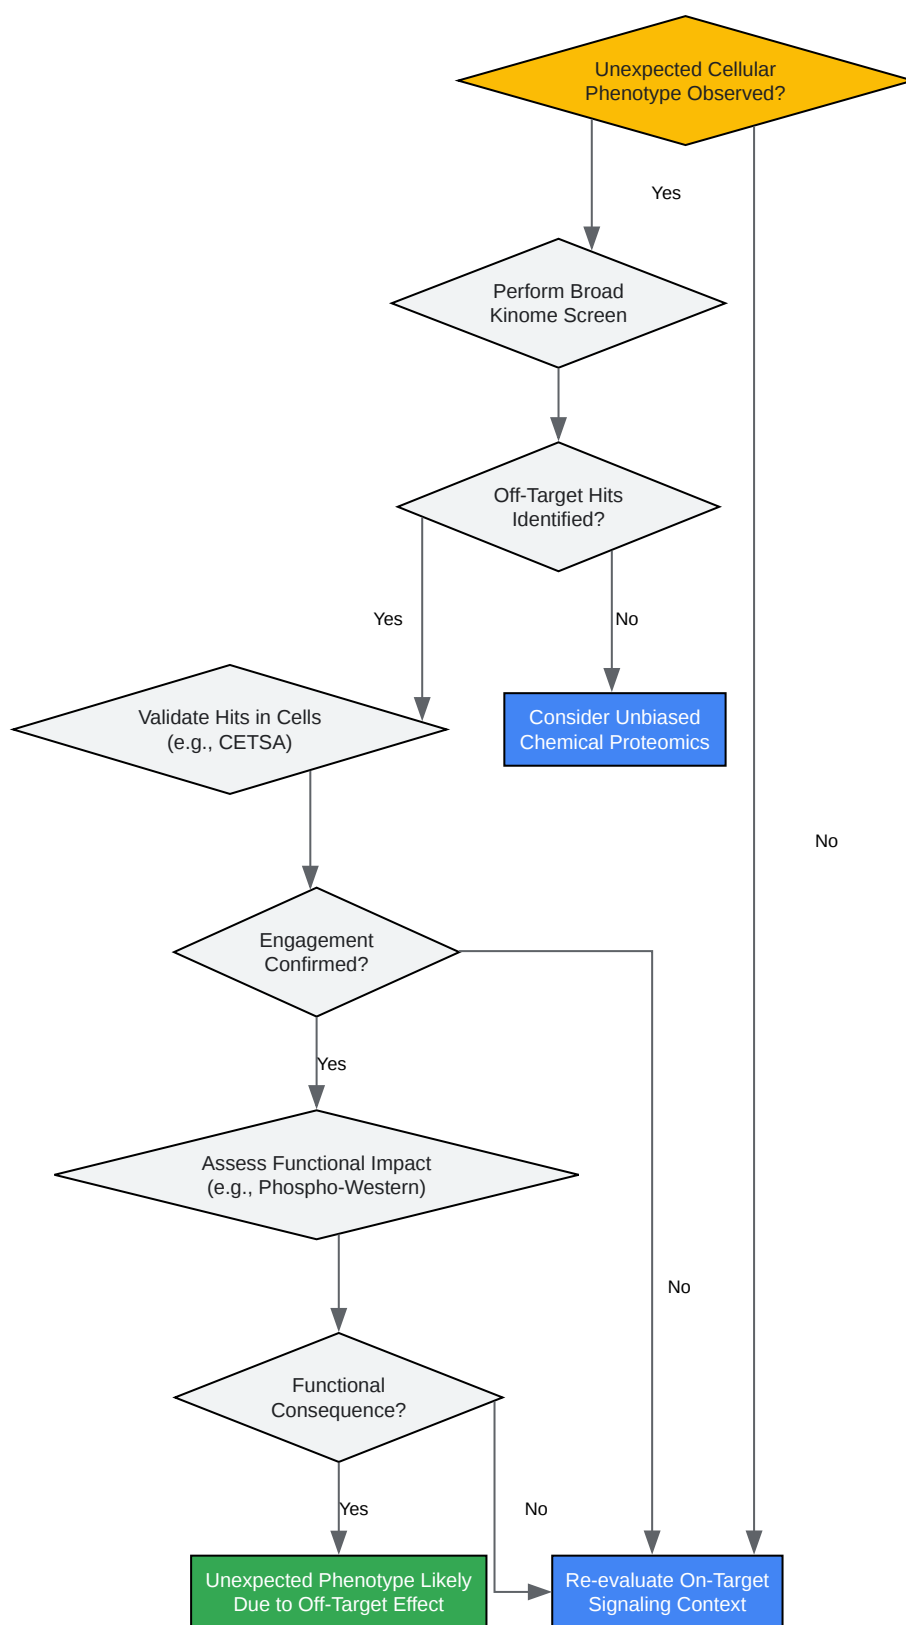 Unexpected Cellular
Phenotype Observed?
Yes
Perform Broad
Kinome Screen
Off-Target Hits
Identified?
Yes
No
Validate Hits in Cells
(e.g., CETSA)
Consider Unbiased
Chemical Proteomics
No
Engagement
Confirmed?
Yes
Assess Functional Impact
(e.g., Phospho-Western)
No
Functional
Consequence?
Yes
No
Unexpected Phenotype Likely
Due to Off-Target Effect
Re-evaluate On-Target
Signaling Context